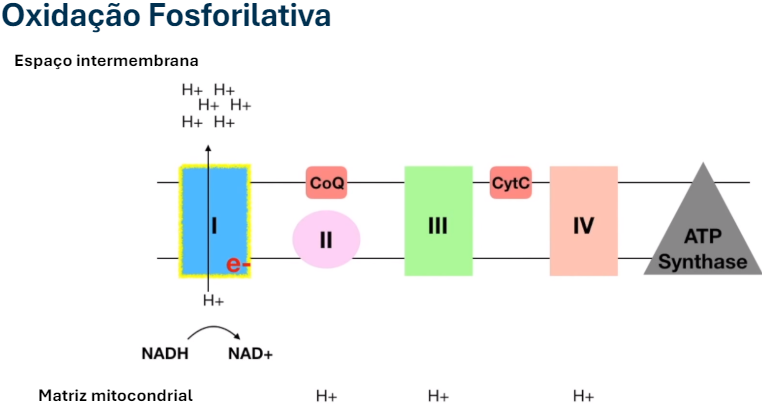 Oxidação Fosforilativa
Espaço intermembrana
H+ H+
H+ H+
H+ H+
CoQ
CytC
I
II
III
IV
ATP
Synthase
e-
H+
NADH NAD+
Matriz mitocondrial H+ H+ H+